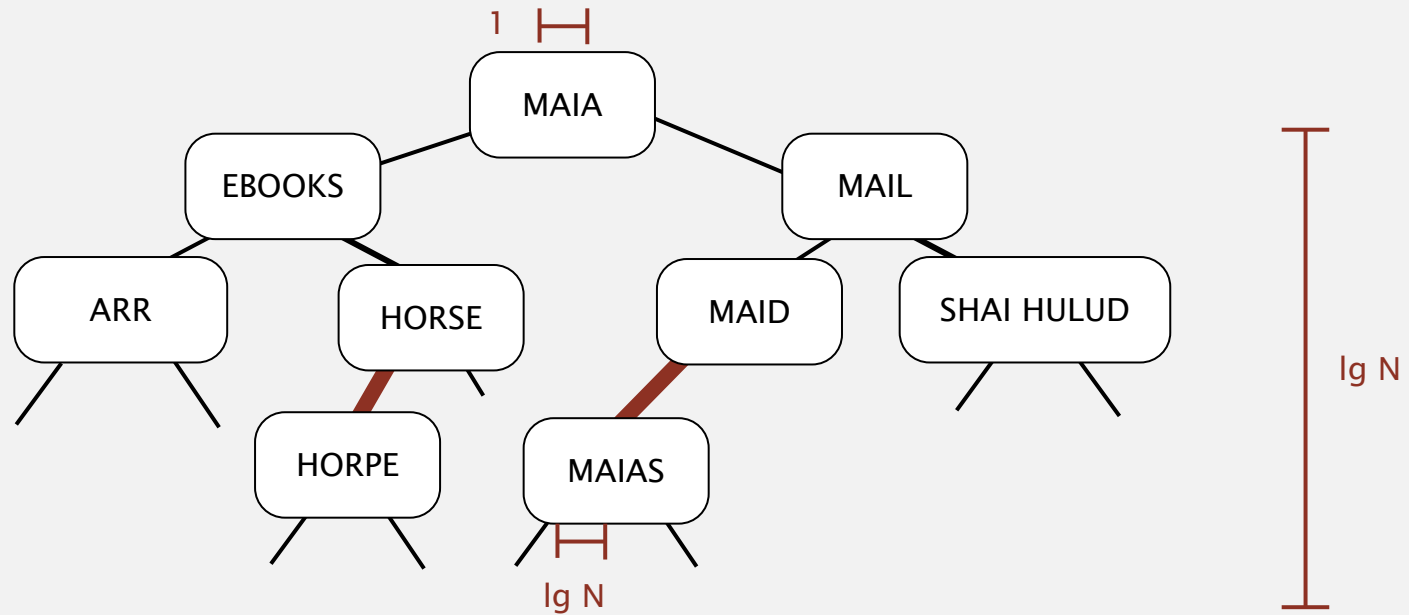 1
MAIA
EBOOKS
MAIL
ARR
HORSE
MAID
SHAI HULUD
lg N
HORPE
MAIAS
lg N